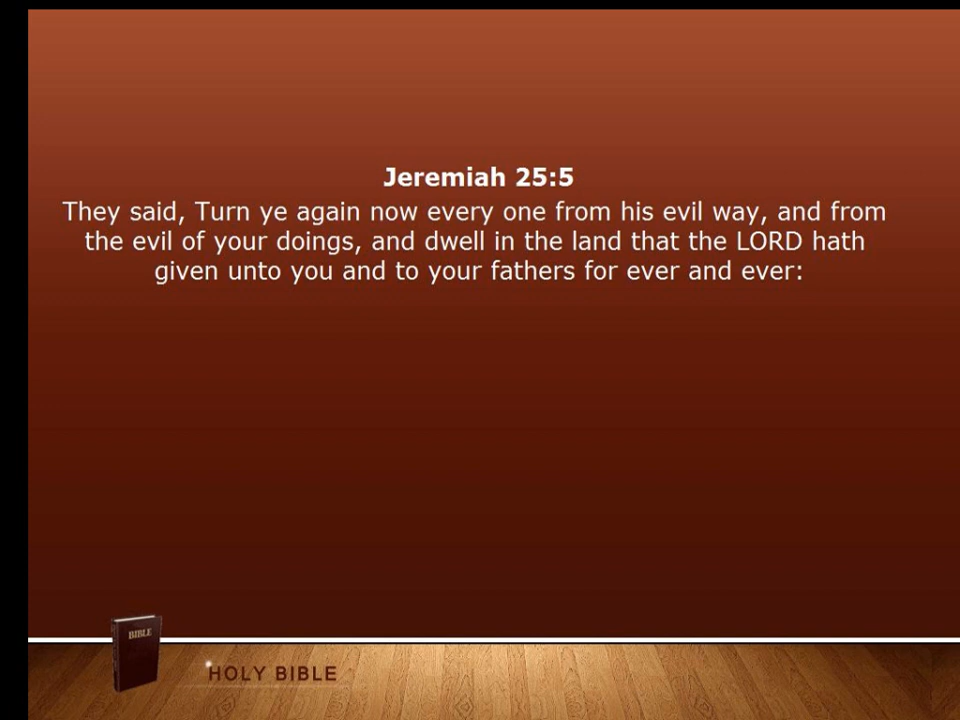 Jeremiah 25:5
They said, Turn ye again now every one from his evil way, and from
the evil of your doings, and dwell in the land that the LORD hath
given unto you and to your fathers for ever and ever:
BIBLE
HOLY BIBLE